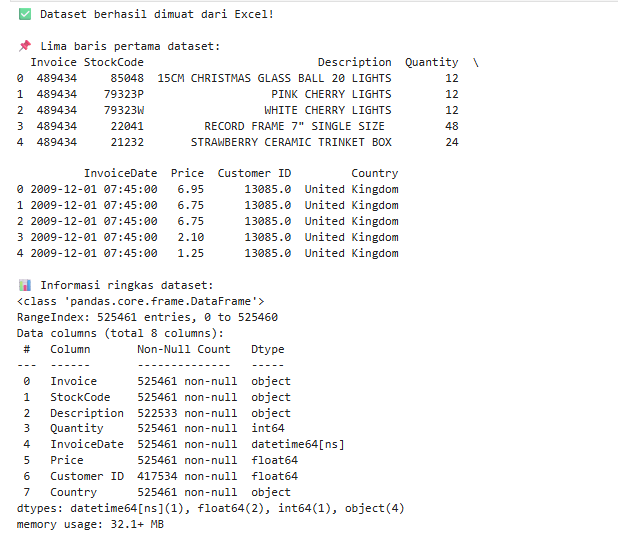 ✅ Dataset berhasil dimuat dari Excel!
📌 Lima baris pertama dataset:
  Invoice StockCode                          Description  Quantity  \
0  489434     85048  15CM CHRISTMAS GLASS BALL 20 LIGHTS        12
1  489434    79323P                   PINK CHERRY LIGHTS        12
2  489434    79323W                  WHITE CHERRY LIGHTS        12
3  489434     22041         RECORD FRAME 7" SINGLE SIZE         48
4  489434     21232       STRAWBERRY CERAMIC TRINKET BOX        24
          InvoiceDate  Price  Customer ID         Country
0 2009-12-01 07:45:00   6.95      13085.0  United Kingdom
1 2009-12-01 07:45:00   6.75      13085.0  United Kingdom
2 2009-12-01 07:45:00   6.75      13085.0  United Kingdom
3 2009-12-01 07:45:00   2.10      13085.0  United Kingdom
4 2009-12-01 07:45:00   1.25      13085.0  United Kingdom
📊 Informasi ringkas dataset:
<class 'pandas.core.frame.DataFrame'>
RangeIndex: 525461 entries, 0 to 525460
Data columns (total 8 columns):
 #   Column       Non-Null Count   Dtype
---  ------       --------------   -----
 0   Invoice      525461 non-null  object
 1   StockCode    525461 non-null  object
 2   Description  522533 non-null  object
 3   Quantity     525461 non-null  int64
 4   InvoiceDate  525461 non-null  datetime64[ns]
 5   Price        525461 non-null  float64
 6   Customer ID  417534 non-null  float64
 7   Country      525461 non-null  object
dtypes: datetime64[ns](1), float64(2), int64(1), object(4)
memory usage: 32.1+ MB